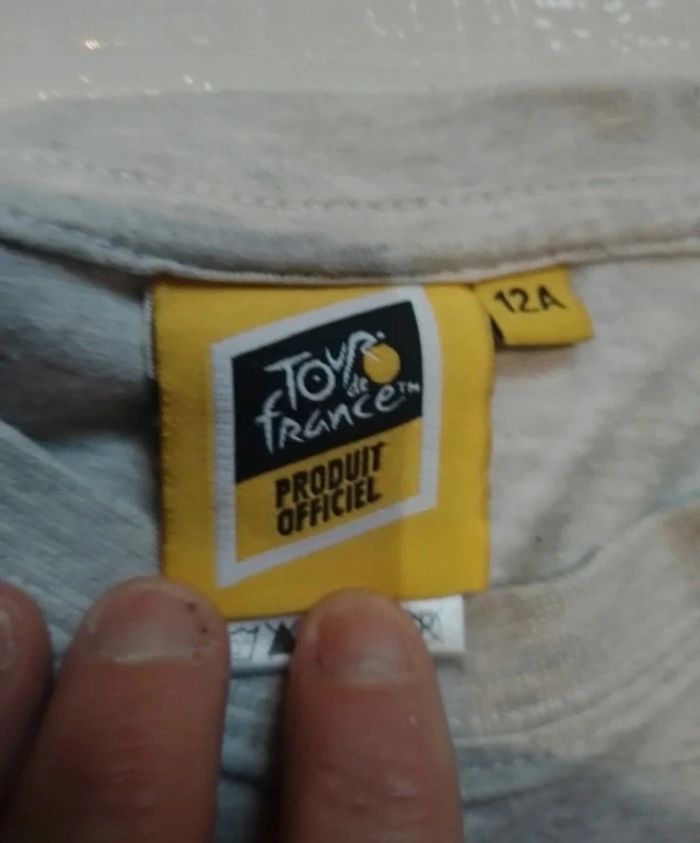 12A
TOUR
de
france™
PRODUIT
OFFICIEL